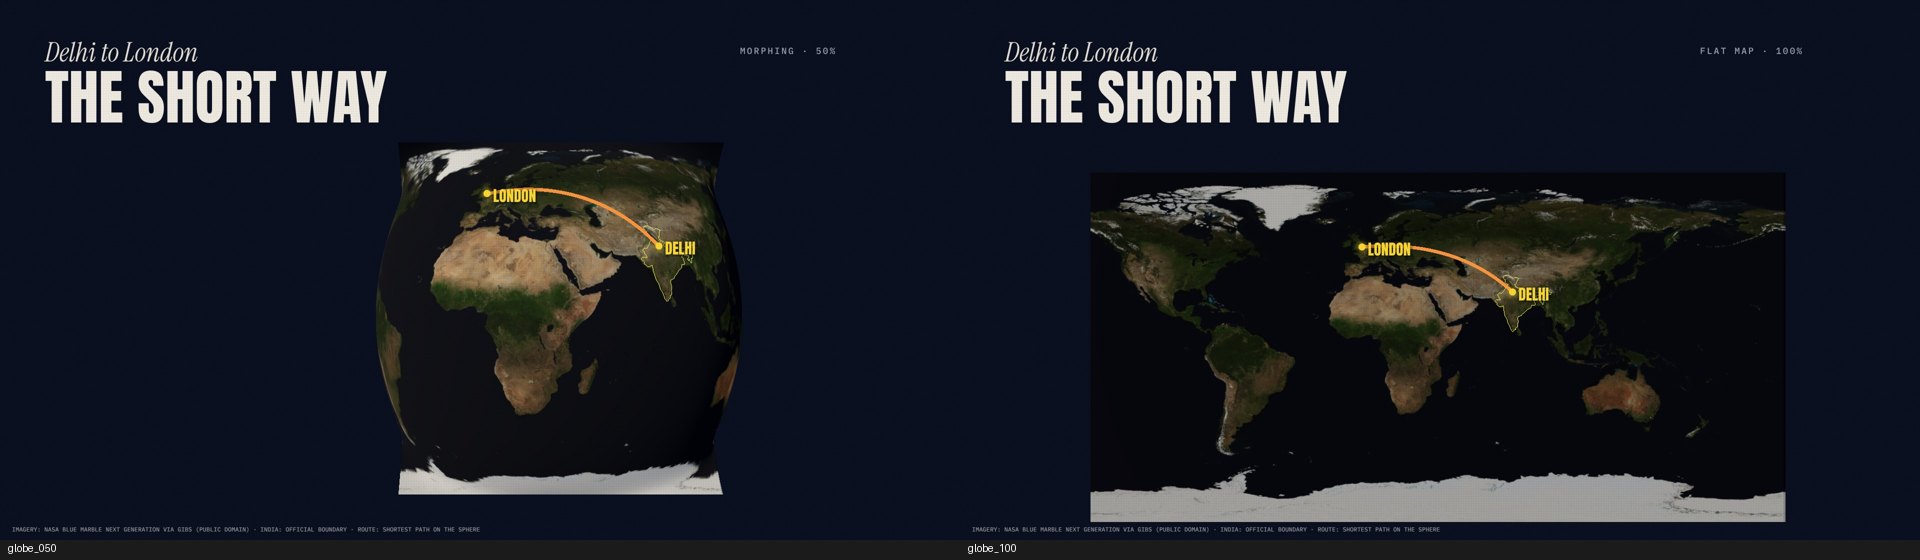 Delhi to London
THE SHORT WAY
MORPHING · 50%
LONDON
DELHI
IMAGERY: NASA BLUE MARBLE NEXT GENERATION VIA GIBS (PUBLIC DOMAIN) · INDIA: OFFICIAL BOUNDARY · ROUTE: SHORTEST PATH ON THE SPHERE
globe_050
Delhi to London
THE SHORT WAY
FLAT MAP · 100%
LONDON
DELHI
IMAGERY: NASA BLUE MARBLE NEXT GENERATION VIA GIBS (PUBLIC DOMAIN) · INDIA: OFFICIAL BOUNDARY · ROUTE: SHORTEST PATH ON THE SPHERE
globe_100